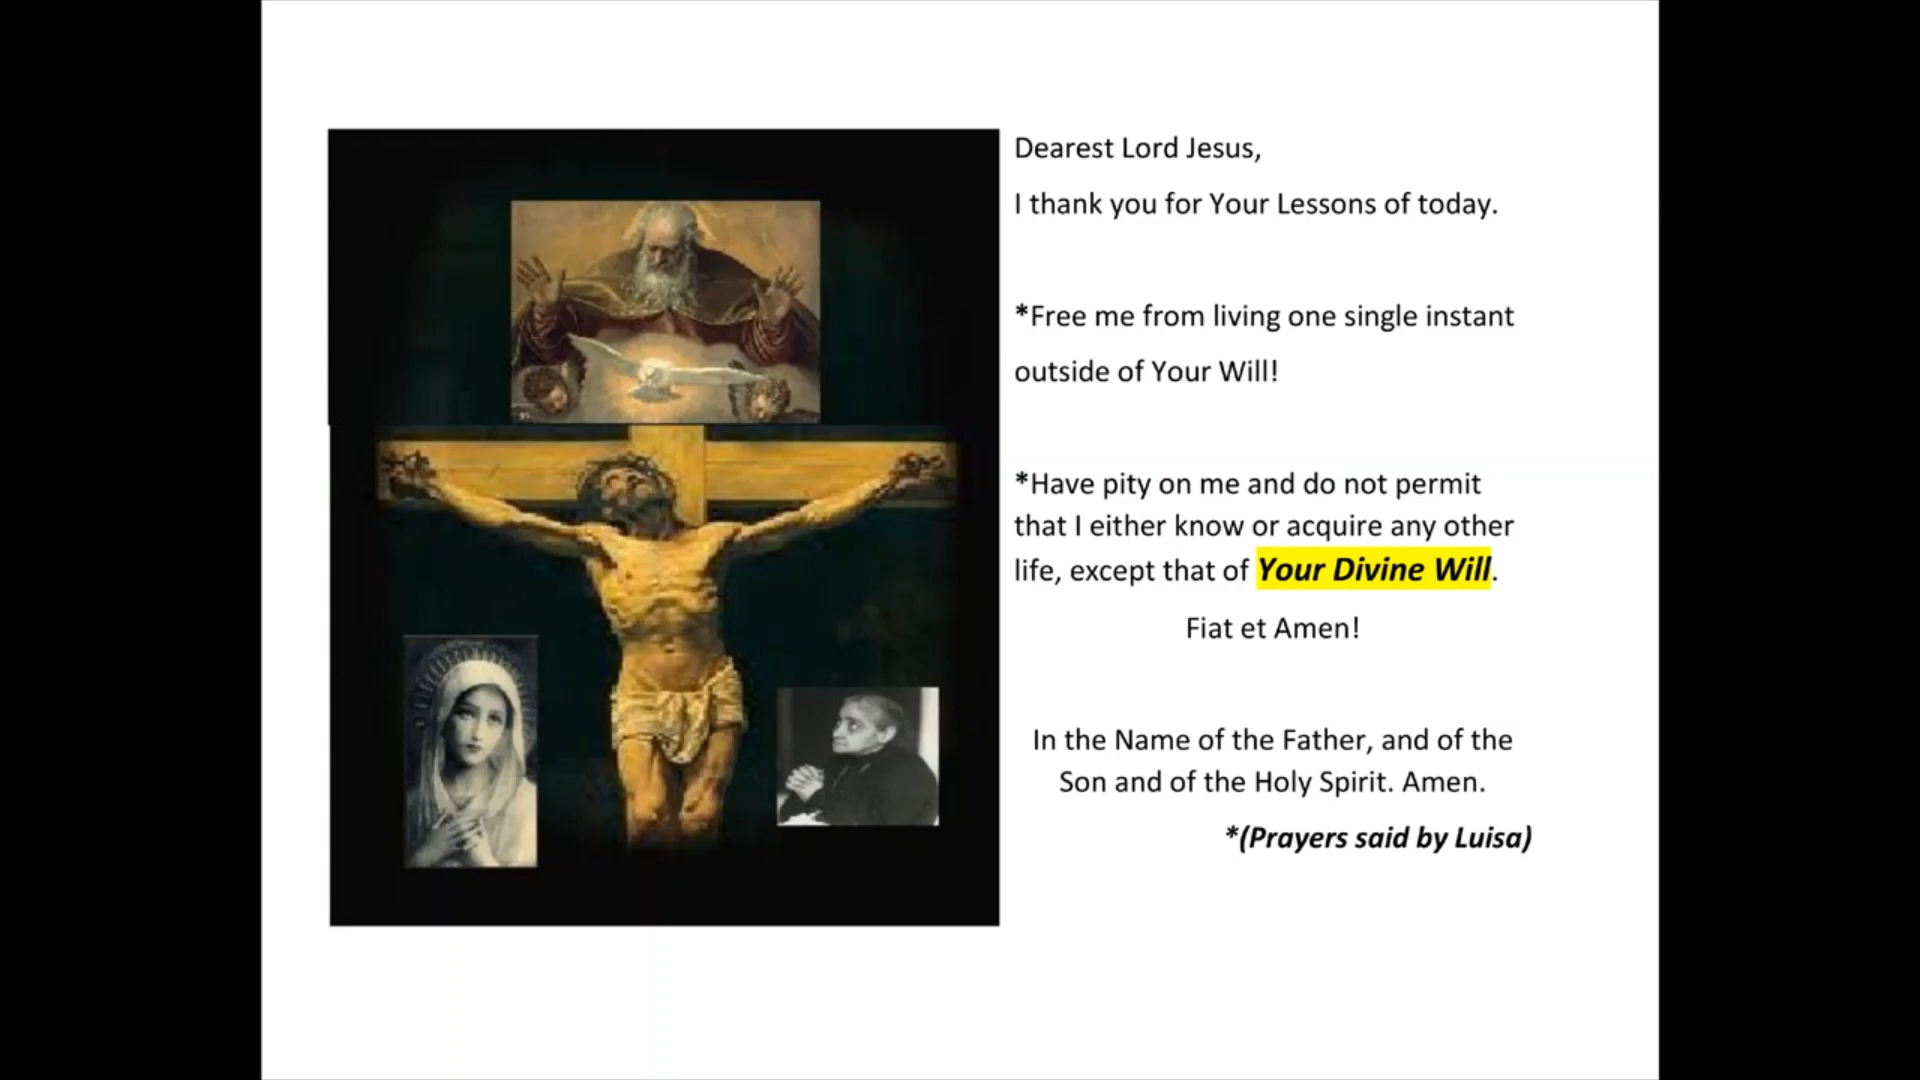 Dearest Lord Jesus,
I thank you for Your Lessons of today.
*Free me from living one single instant
outside of Your Will!
*Have pity on me and do not permit
that I either know or acquire any other
life, except that of Your Divine Will.
Fiat et Amen!
In the Name of the Father, and of the
Son and of the Holy Spirit. Amen.
*(Prayers said by Luisa)